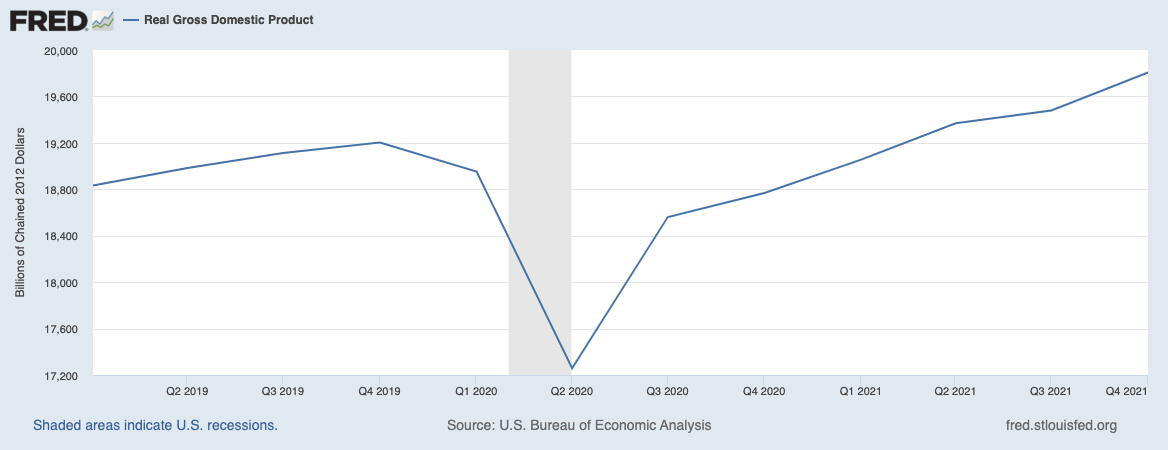 FRED® Real Gross Domestic Product
20,000
19,600
19,200
18,800
18,400
18,000
17,600
17,200
Billions of Chained 2012 Dollars
Q2 2019 Q3 2019 Q4 2019 Q1 2020 Q2 2020 Q3 2020 Q4 2020 Q1 2021 Q2 2021 Q3 2021 Q4 2021
Shaded areas indicate U.S. recessions. Source: U.S. Bureau of Economic Analysis fred.stlouisfed.org